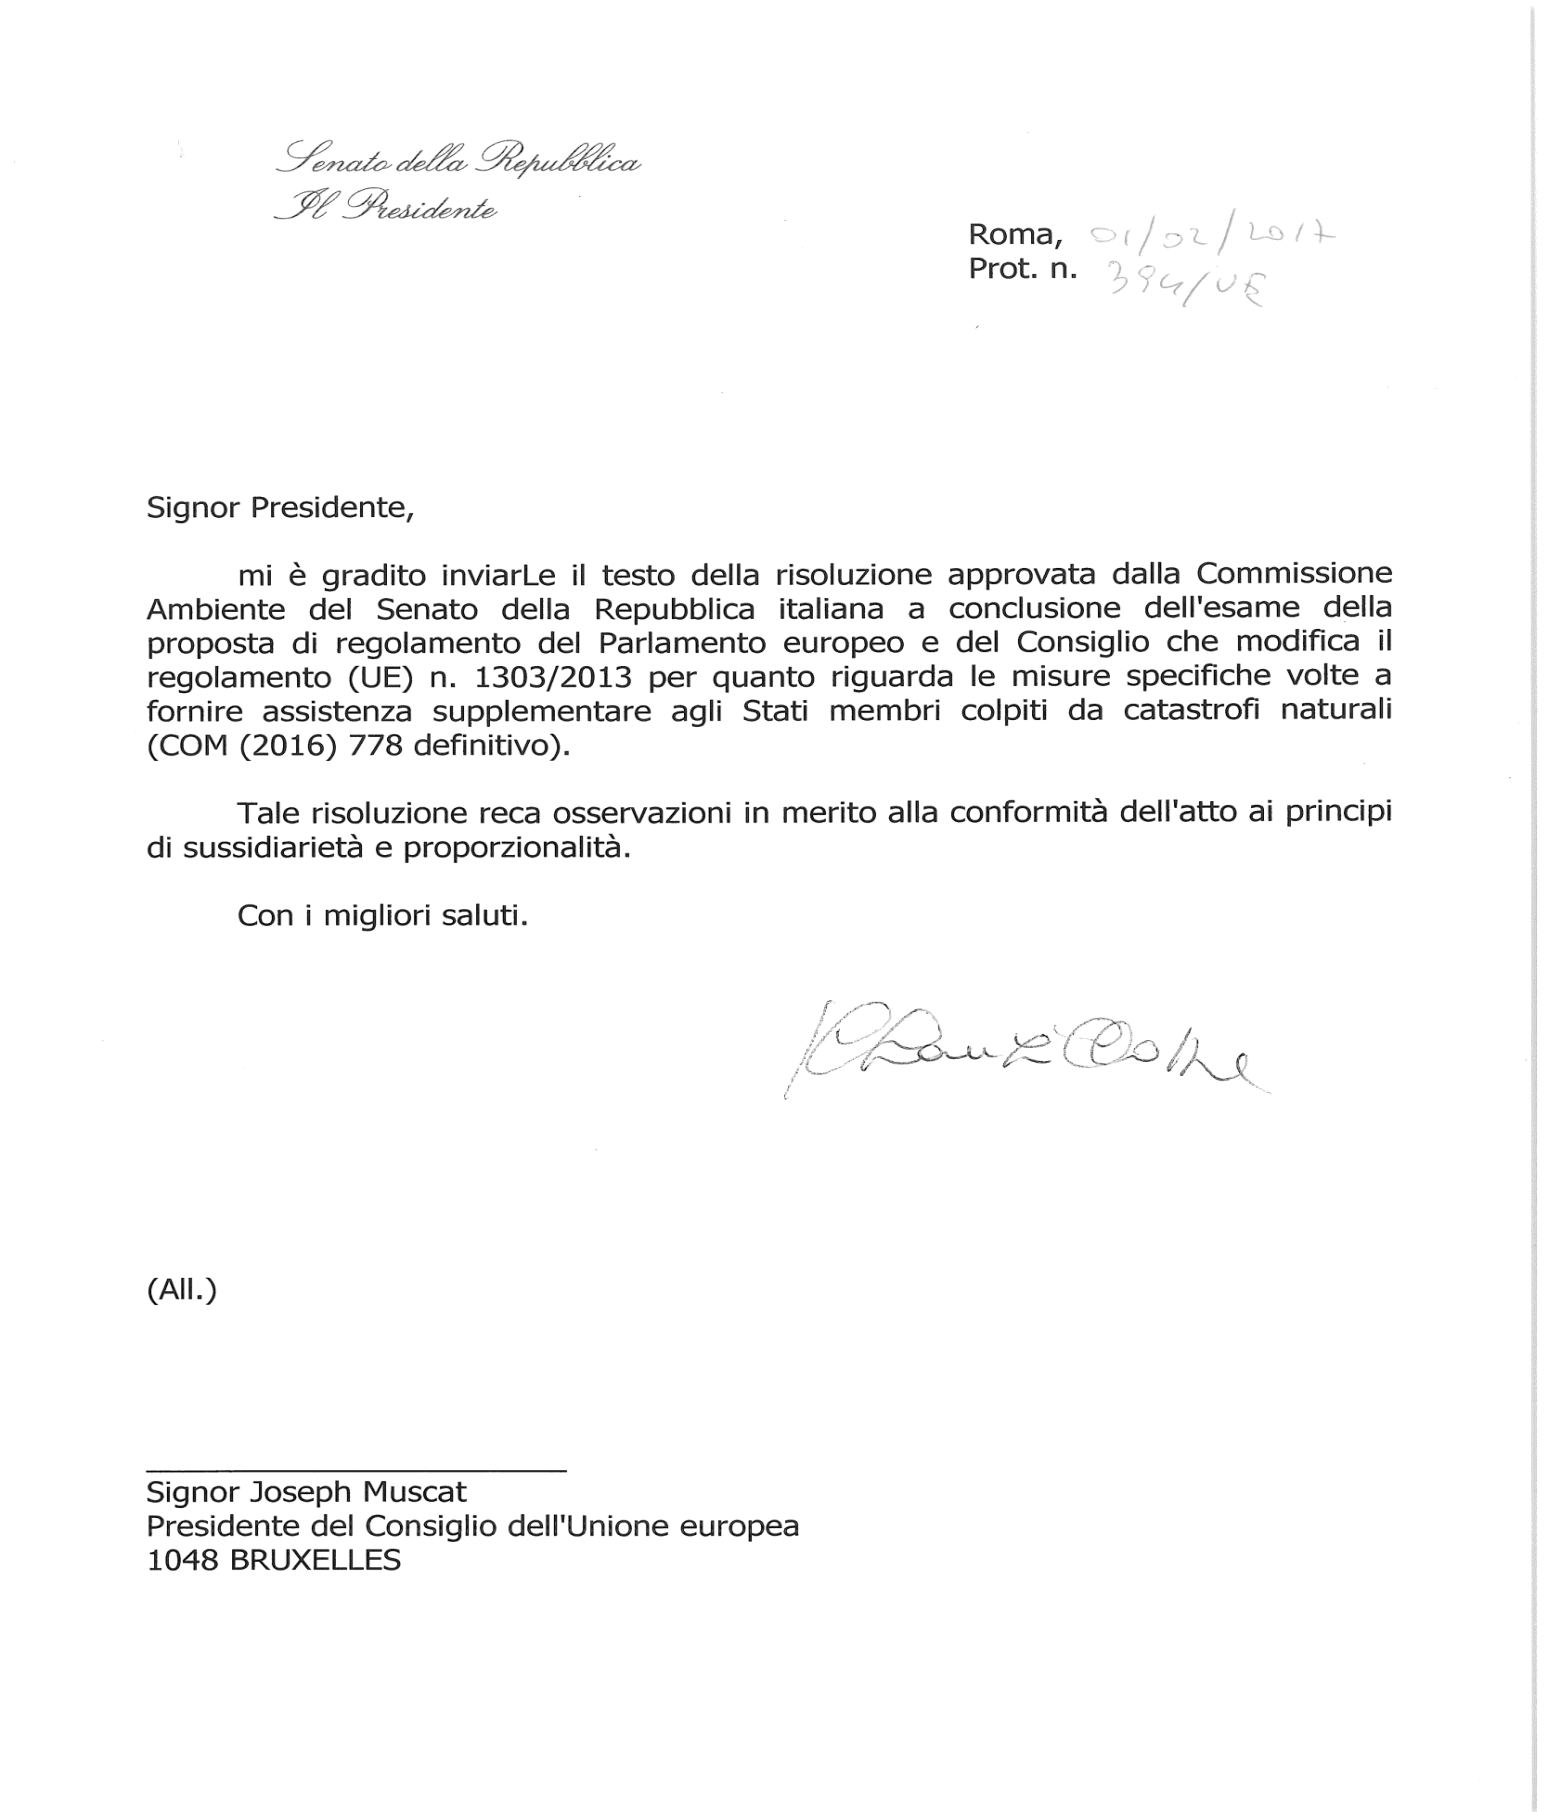 Senato della Repubblica
Il Presidente
Roma, 01/02/2017
Prot. n. 394/UE
Signor Presidente,
mi è gradito inviarLe il testo della risoluzione approvata dalla Commissione
Ambiente del Senato della Repubblica italiana a conclusione dell'esame della
proposta di regolamento del Parlamento europeo e del Consiglio che modifica il
regolamento (UE) n. 1303/2013 per quanto riguarda le misure specifiche volte a
fornire assistenza supplementare agli Stati membri colpiti da catastrofi naturali
(COM (2016) 778 definitivo).
Tale risoluzione reca osservazioni in merito alla conformità dell'atto ai principi
di sussidiarietà e proporzionalità.
Con i migliori saluti.
(All.)
Signor Joseph Muscat
Presidente del Consiglio dell'Unione europea
1048 BRUXELLES